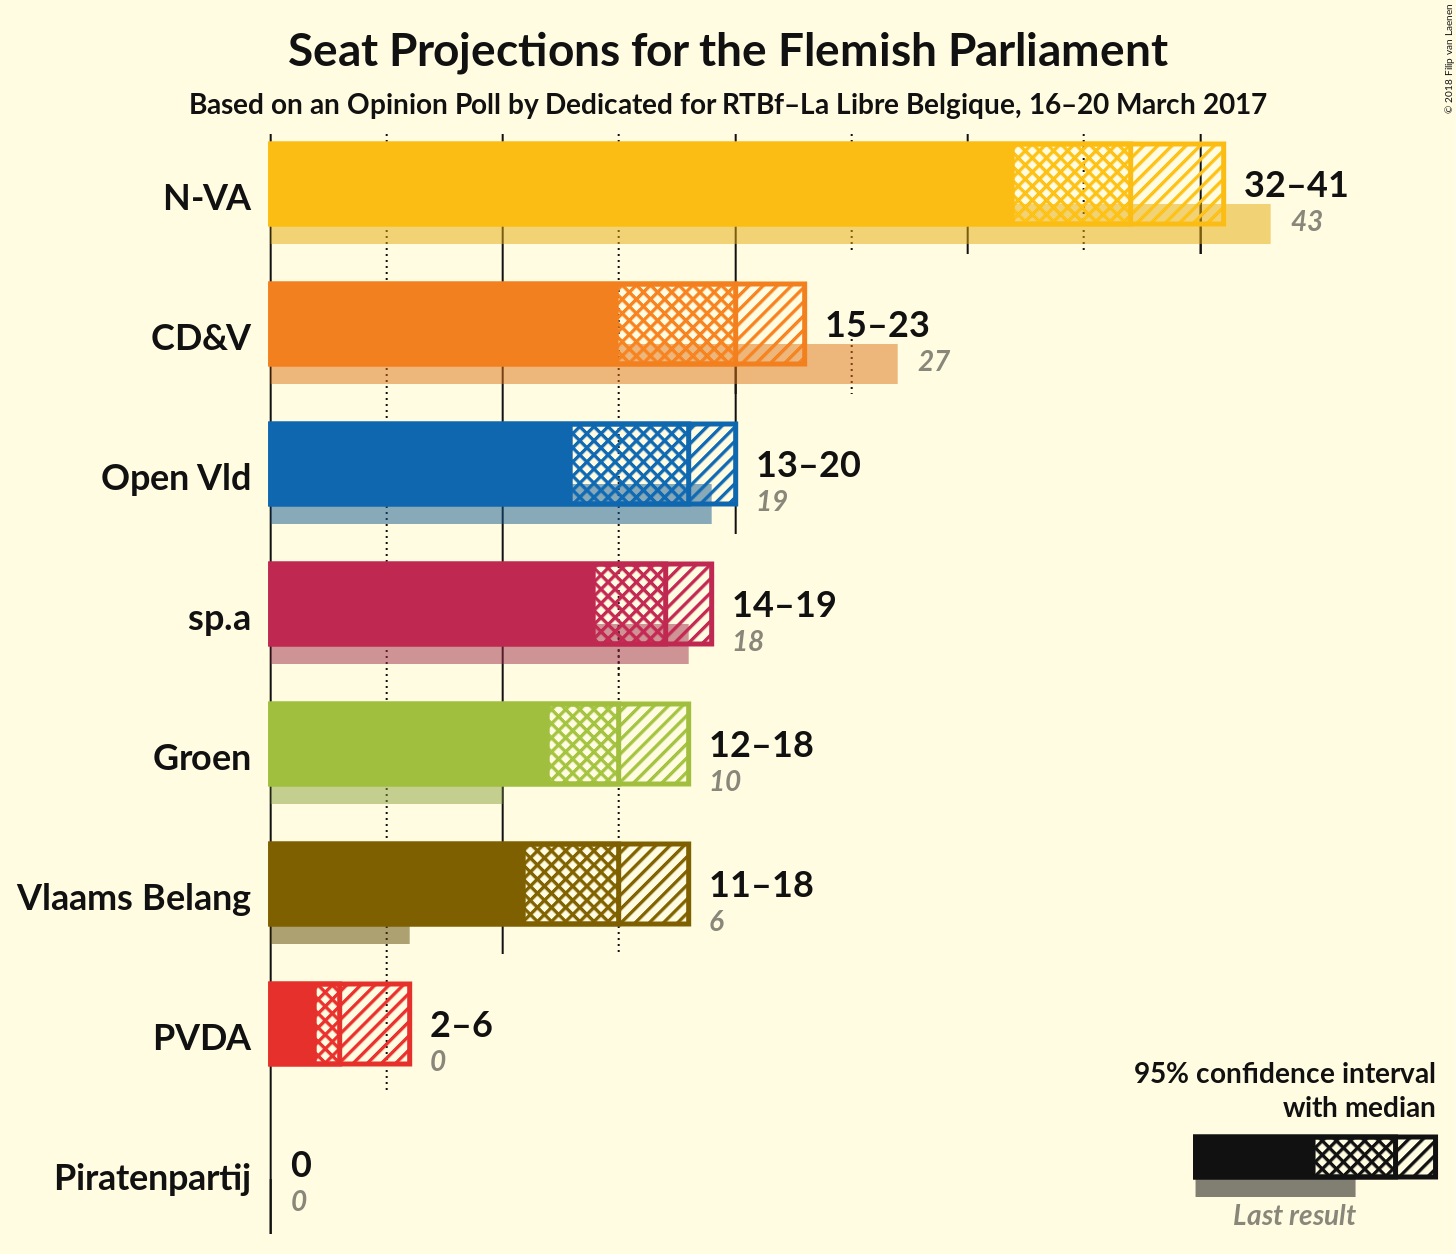 Seat Projections for the Flemish Parliament
Based on an Opinion Poll by Dedicated for RTBf–La Libre Belgique, 16–20 March 2017
© 2018 Filip van Laenen
N-VA
32–41
43
CD&V
15–23
27
Open Vld
13–20
19
sp.a
14–19
18
Groen
12–18
10
Vlaams Belang
11–18
6
PVDA
2–6
0
Piratenpartij
0
0
95% confidence interval
with median
Last result